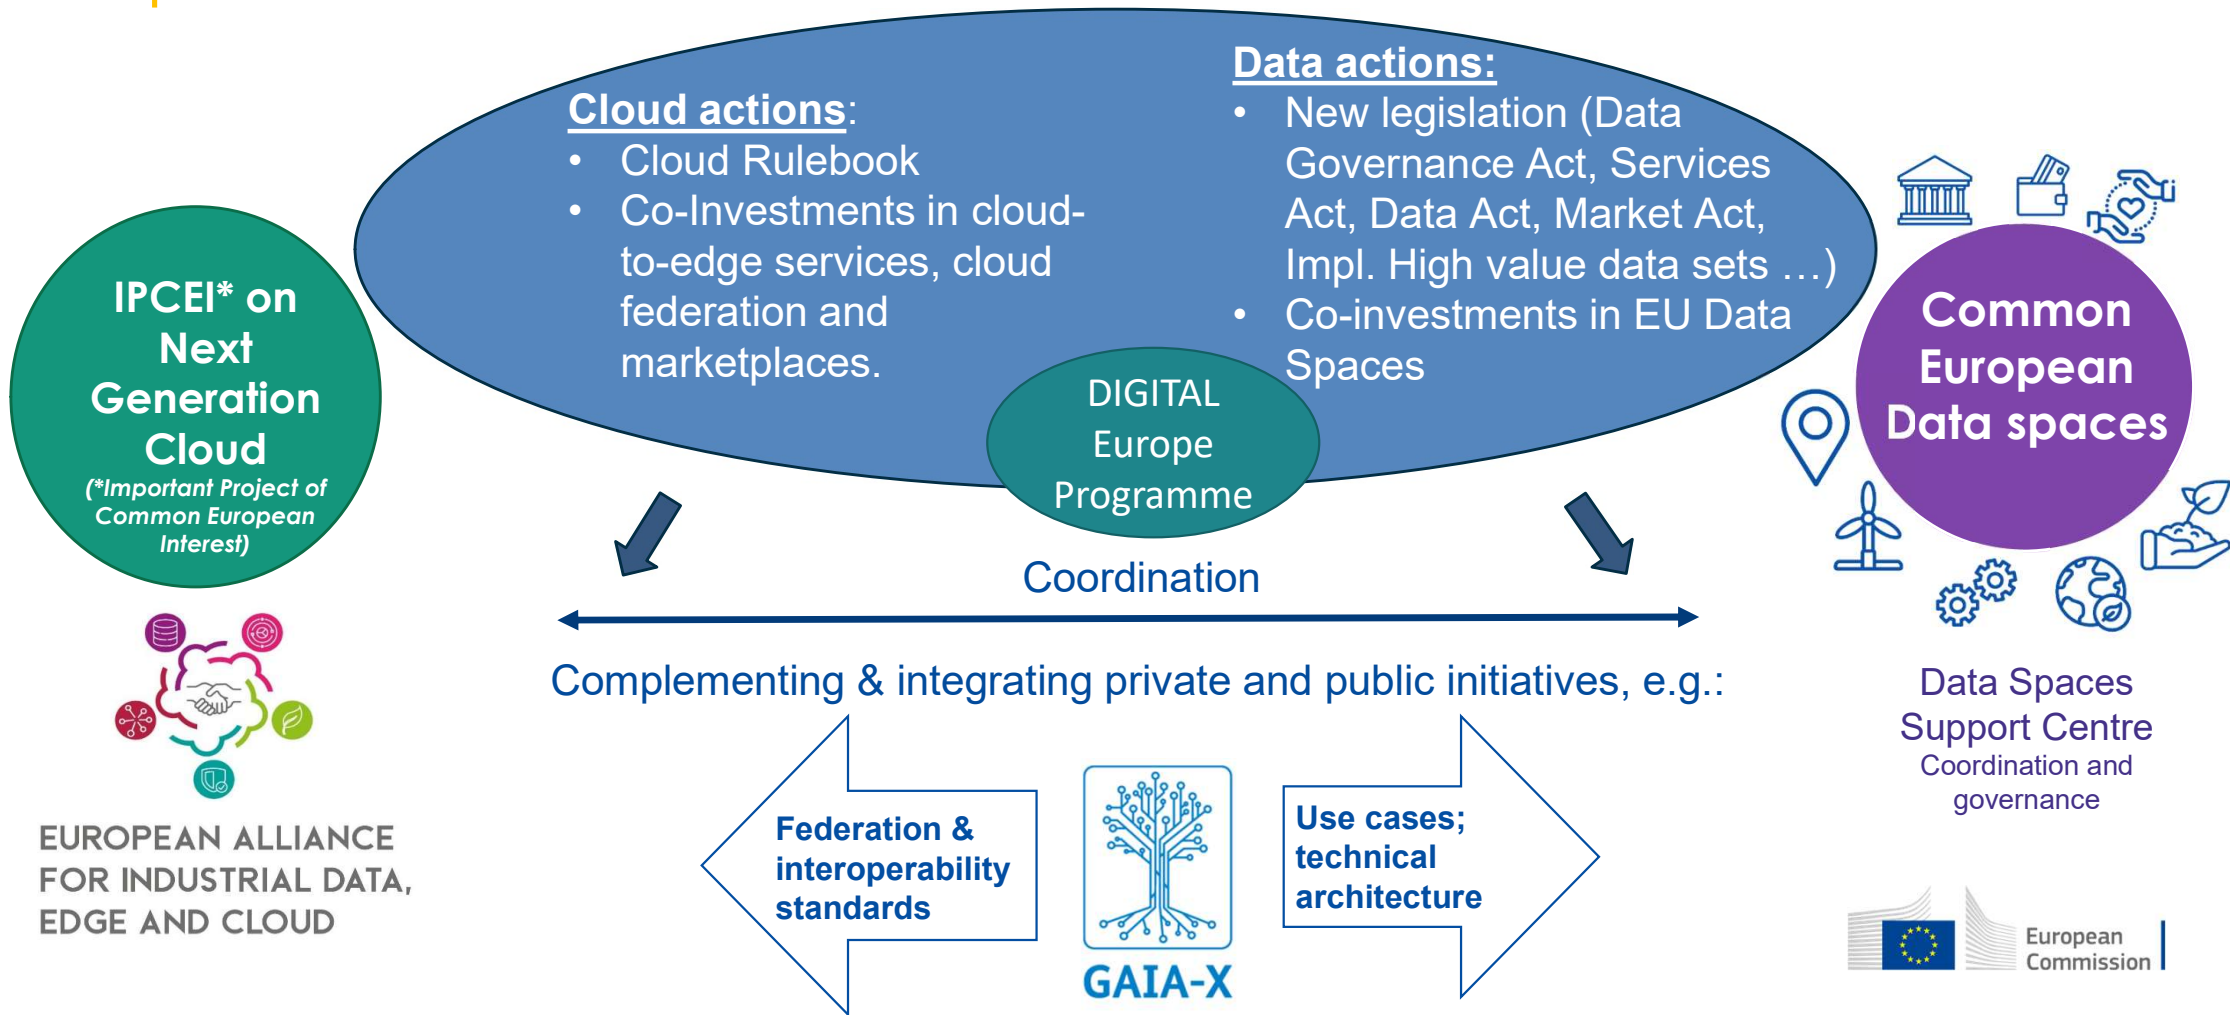 Cloud actions:
• Cloud Rulebook
• Co-Investments in cloud-
to-edge services, cloud
federation and
marketplaces.
Data actions:
• New legislation (Data
Governance Act, Services
Act, Data Act, Market Act,
Impl. High value data sets …)
• Co-investments in EU Data
Spaces
DIGITAL
Europe
Programme
IPCEI* on
Next
Generation
Cloud
(*Important Project of
Common European
Interest)
Common
European
Data spaces
Coordination
Complementing & integrating private and public initiatives, e.g.:
EUROPEAN ALLIANCE
FOR INDUSTRIAL DATA,
EDGE AND CLOUD
Federation &
interoperability
standards
GAIA-X
Use cases;
technical
architecture
Data Spaces
Support Centre
Coordination and
governance
European
Commission